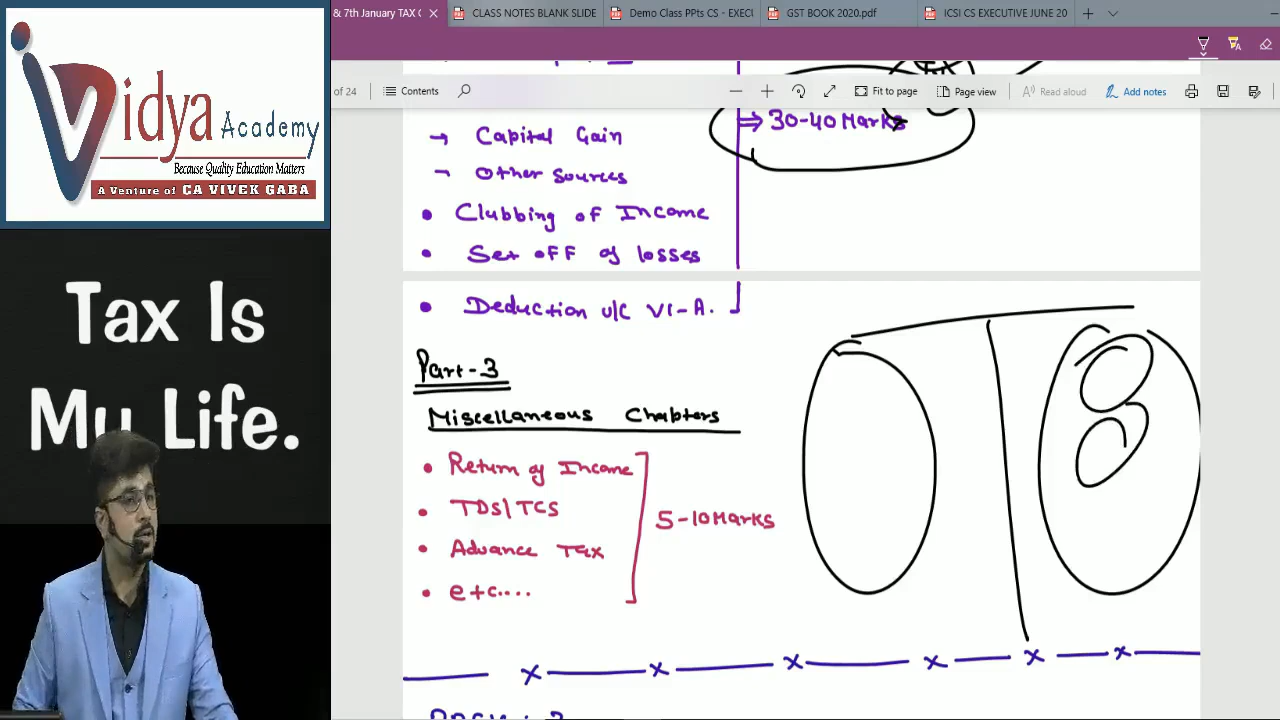 & 7th January TAX C
CLASS NOTES BLANK SLIDE
Demo Class PPts CS - EXECU
GST BOOK 2020.pdf
ICSI CS EXECUTIVE JUNE 20
of 24
Contents
Fit to page
Page view
Read aloud
Add notes
Vidya Academy
Because Quality Education Matters
A Venture of CA VIVEK GABA
Tax Is
My Life.
→ Capital Gain
⇒ 30-40 Marks
→ Other Sources
• Clubbing of Income
• Set off of losses
• Deduction u/c VI-A.
Part-3
Miscellaneous Chapters
• Return of Income
• TDS/TCS
• Advance Tax
• etc....
5-10 Marks